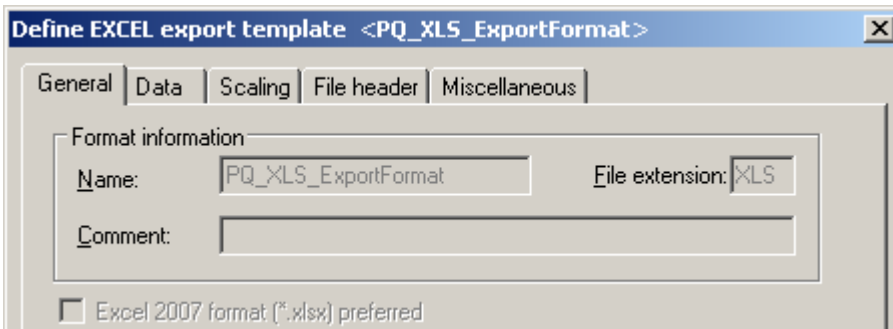 Define EXCEL export template <PQ_XLS_ExportFormat>
General Data Scaling File header Miscellaneous
Format information
Name: PQ_XLS_ExportFormat File extension: XLS
Comment:
Excel 2007 format (*.xlsx) preferred